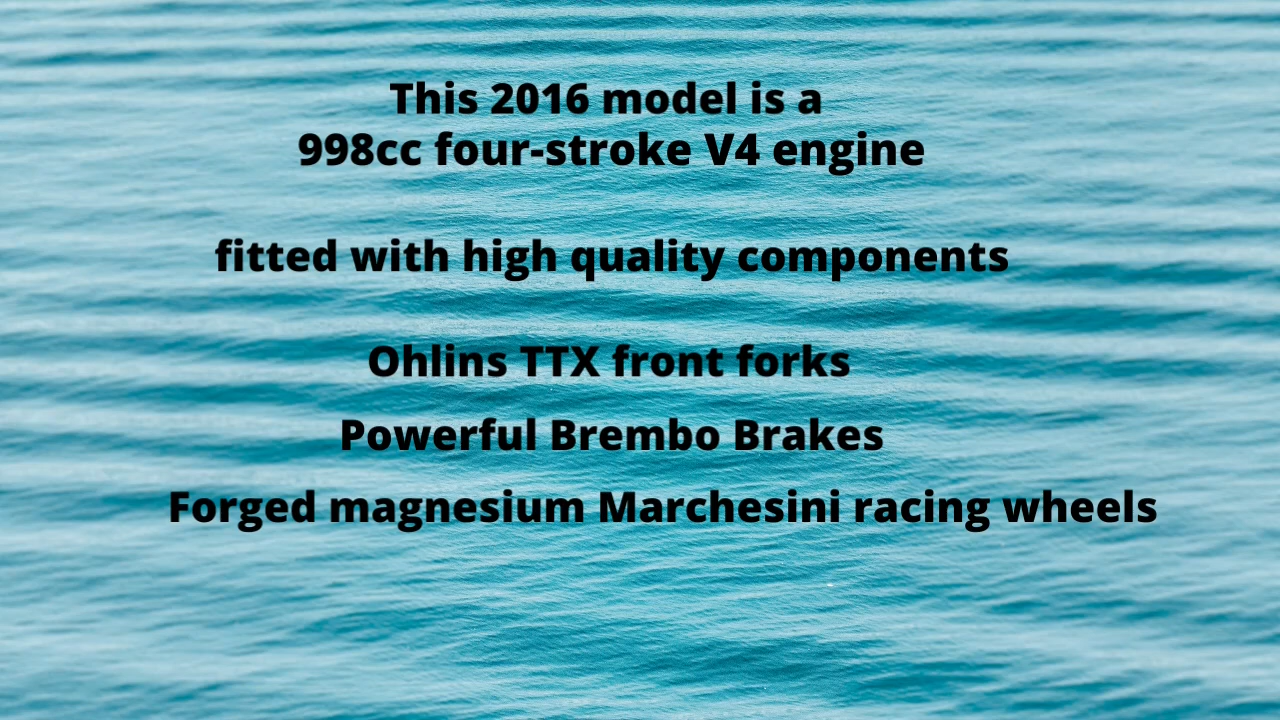 This 2016 model is a
998cc four-stroke V4 engine
fitted with high quality components
Ohlins TTX front forks
Powerful Brembo Brakes
Forged magnesium Marchesini racing wheels